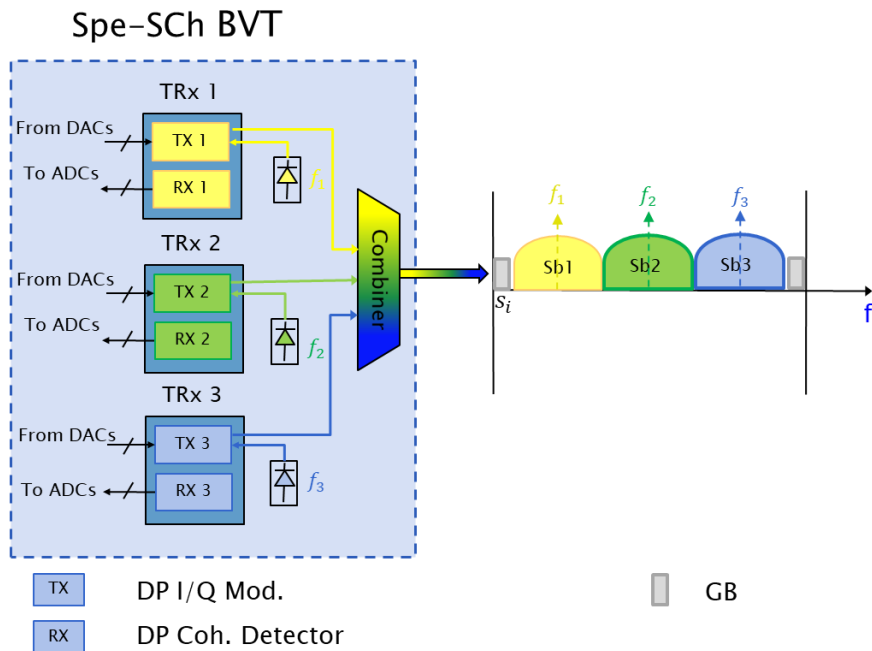 Spe-SCh BVT
TRx 1
From DACs
TX 1
To ADCs
RX 1
f₁
TRx 2
From DACs
TX 2
To ADCs
RX 2
f₂
TRx 3
From DACs
TX 3
To ADCs
RX 3
f₃
Combiner
f₁
f₂
f₃
Sb1
Sb2
Sb3
Sᵢ
f
TX
DP I/Q Mod.
GB
RX
DP Coh. Detector